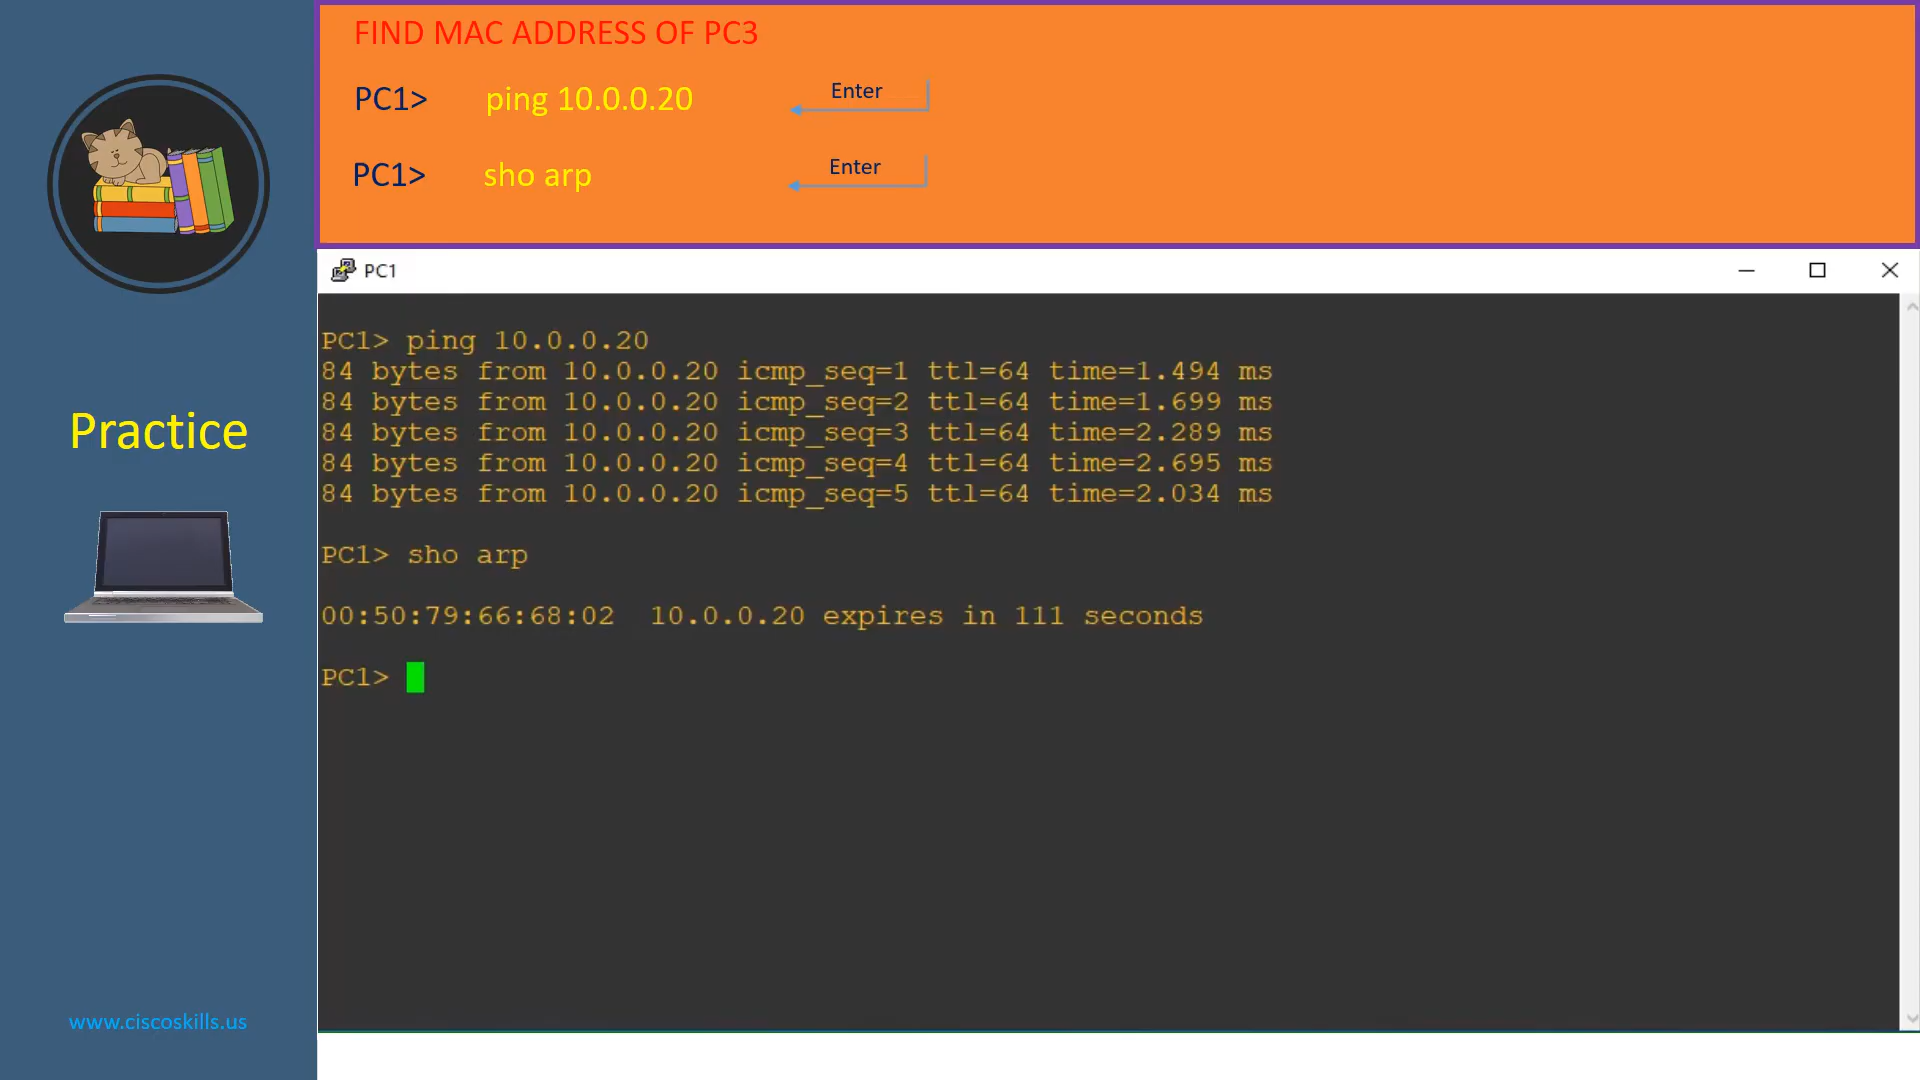 FIND MAC ADDRESS OF PC3
PC1> ping 10.0.0.20 Enter
PC1> sho arp Enter
PC1
PC1> ping 10.0.0.20
84 bytes from 10.0.0.20 icmp_seq=1 ttl=64 time=1.494 ms
84 bytes from 10.0.0.20 icmp_seq=2 ttl=64 time=1.699 ms
84 bytes from 10.0.0.20 icmp_seq=3 ttl=64 time=2.289 ms
84 bytes from 10.0.0.20 icmp_seq=4 ttl=64 time=2.695 ms
84 bytes from 10.0.0.20 icmp_seq=5 ttl=64 time=2.034 ms
PC1> sho arp
00:50:79:66:68:02 10.0.0.20 expires in 111 seconds
PC1>
Practice
www.ciscoskills.us